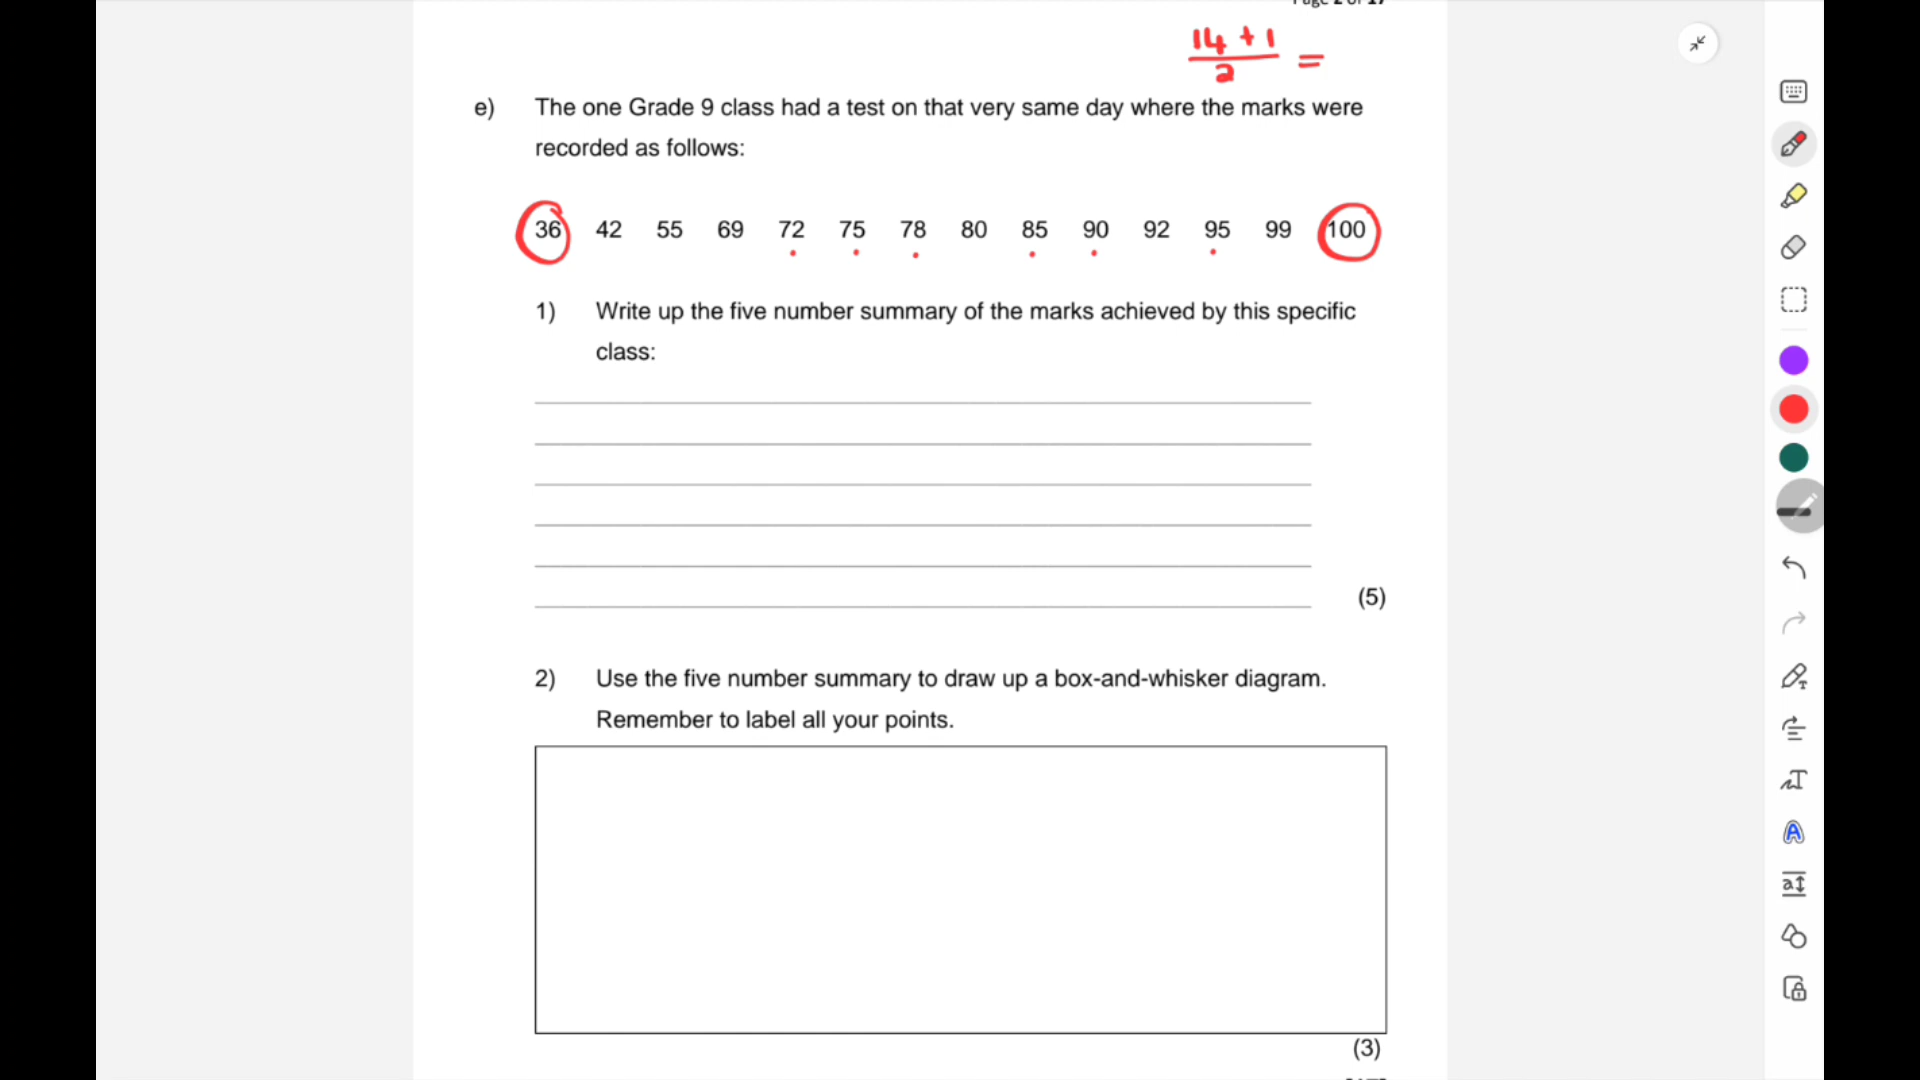 14 + 1
2 =
e) The one Grade 9 class had a test on that very same day where the marks were
recorded as follows:
36 42 55 69 72 75 78 80 85 90 92 95 99 100
1) Write up the five number summary of the marks achieved by this specific
class:
(5)
2) Use the five number summary to draw up a box-and-whisker diagram.
Remember to label all your points.
(3)